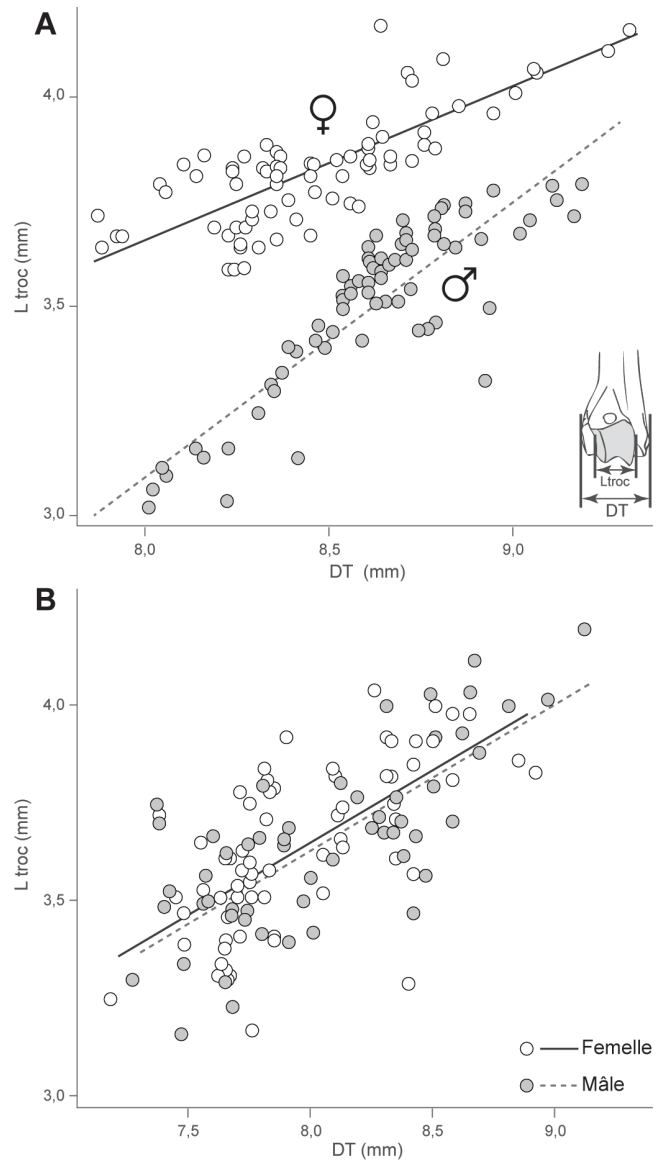 A
4,0
♀
L troc (mm)
3,5
♂
3,0
Ltroc
DT
8,0 8,5 9,0
DT (mm)
B
4,0
L troc (mm)
3,5
Femelle
Mâle
3,0
7,5 8,0 8,5 9,0
DT (mm)